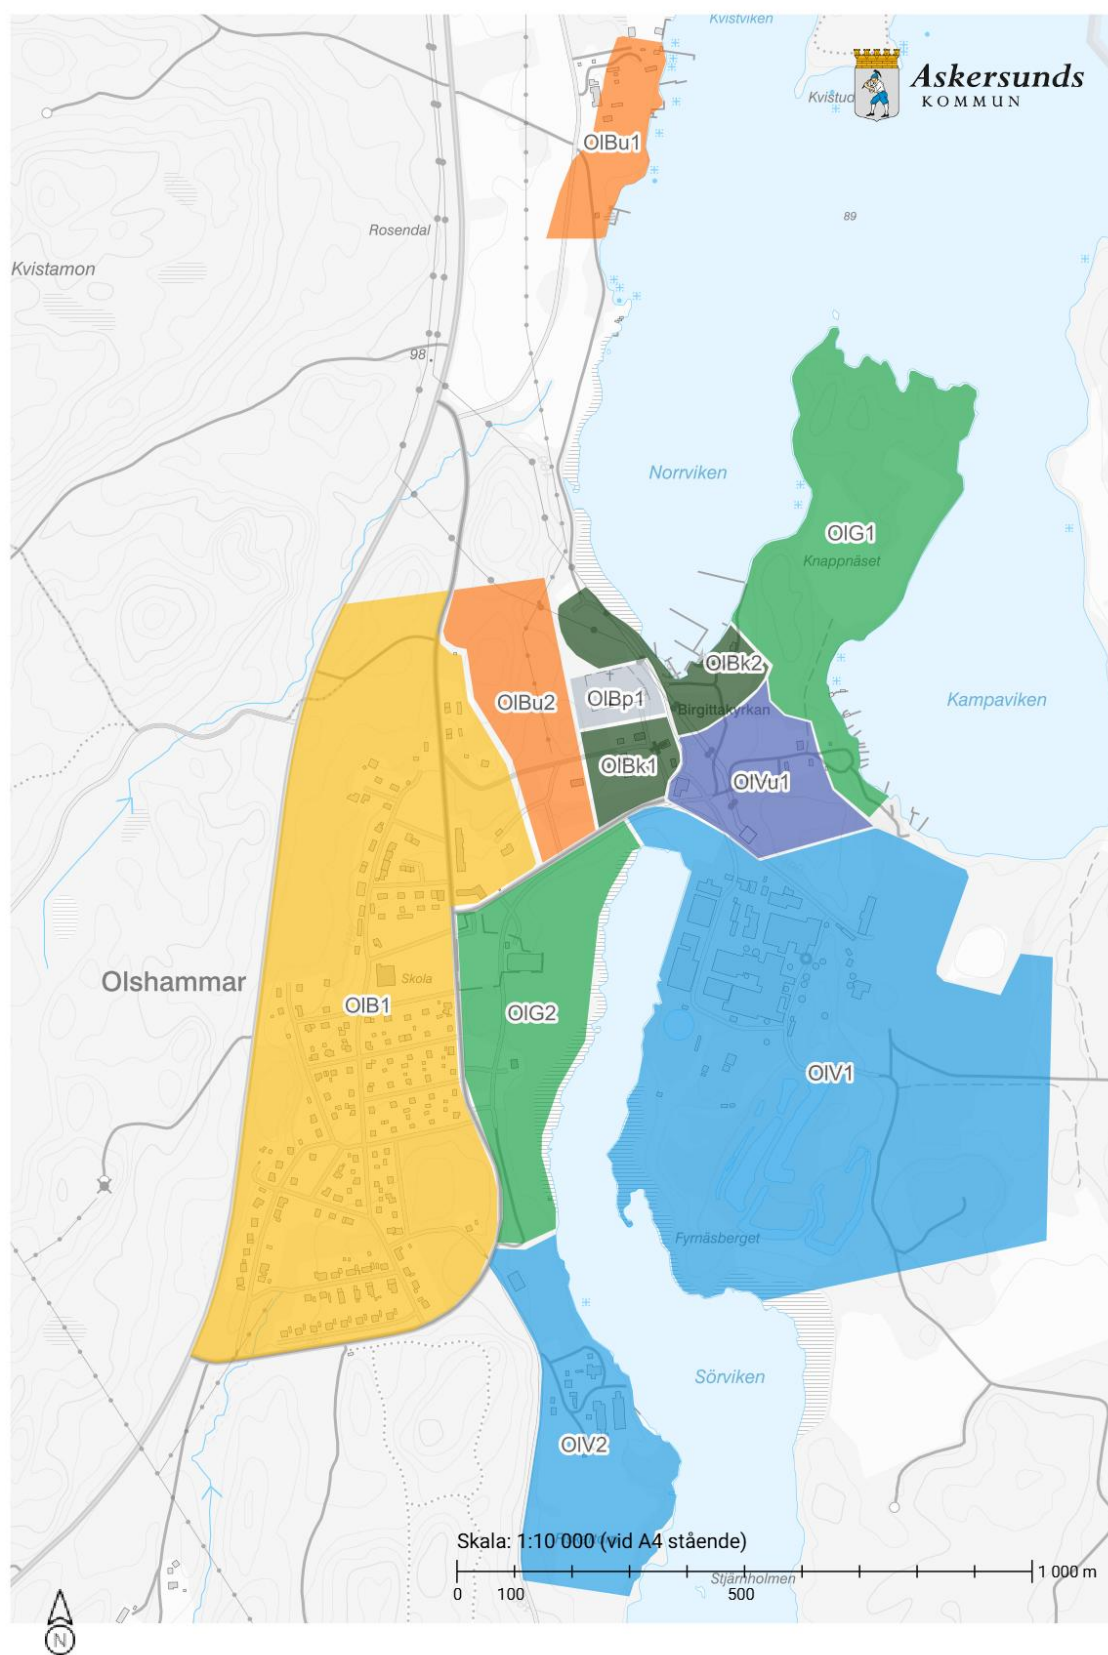 Kvistviken
Askersunds
KOMMUN
OlBu1
89
Rosendal
Kvistamon
98
Norrviken
OlG1
Knappnäset
OlBk2
OlBu2
OlBp1
Birgittakyrkan
Kampaviken
OlBk1
OlVu1
Olshammar
Skola
OlB1
OlG2
OlV1
Fyrnäsberget
Sörviken
OlV2
Skala: 1:10 000 (vid A4 stående)
0 100 500 1 000 m
Stjärnholmen
N